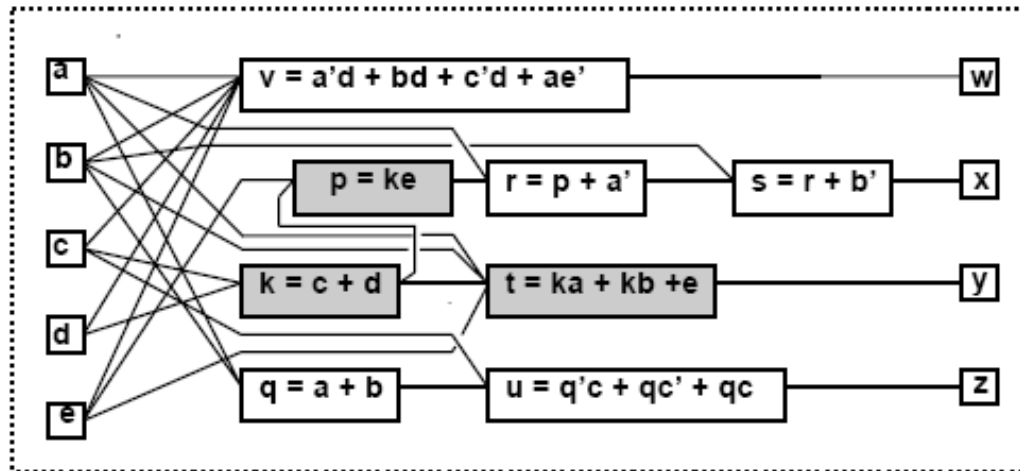 a
v = a'd + bd + c'd + ae'
w
b
p = ke
r = p + a'
s = r + b'
x
c
k = c + d
t = ka + kb +e
y
d
q = a + b
u = q'c + qc' + qc
z
e